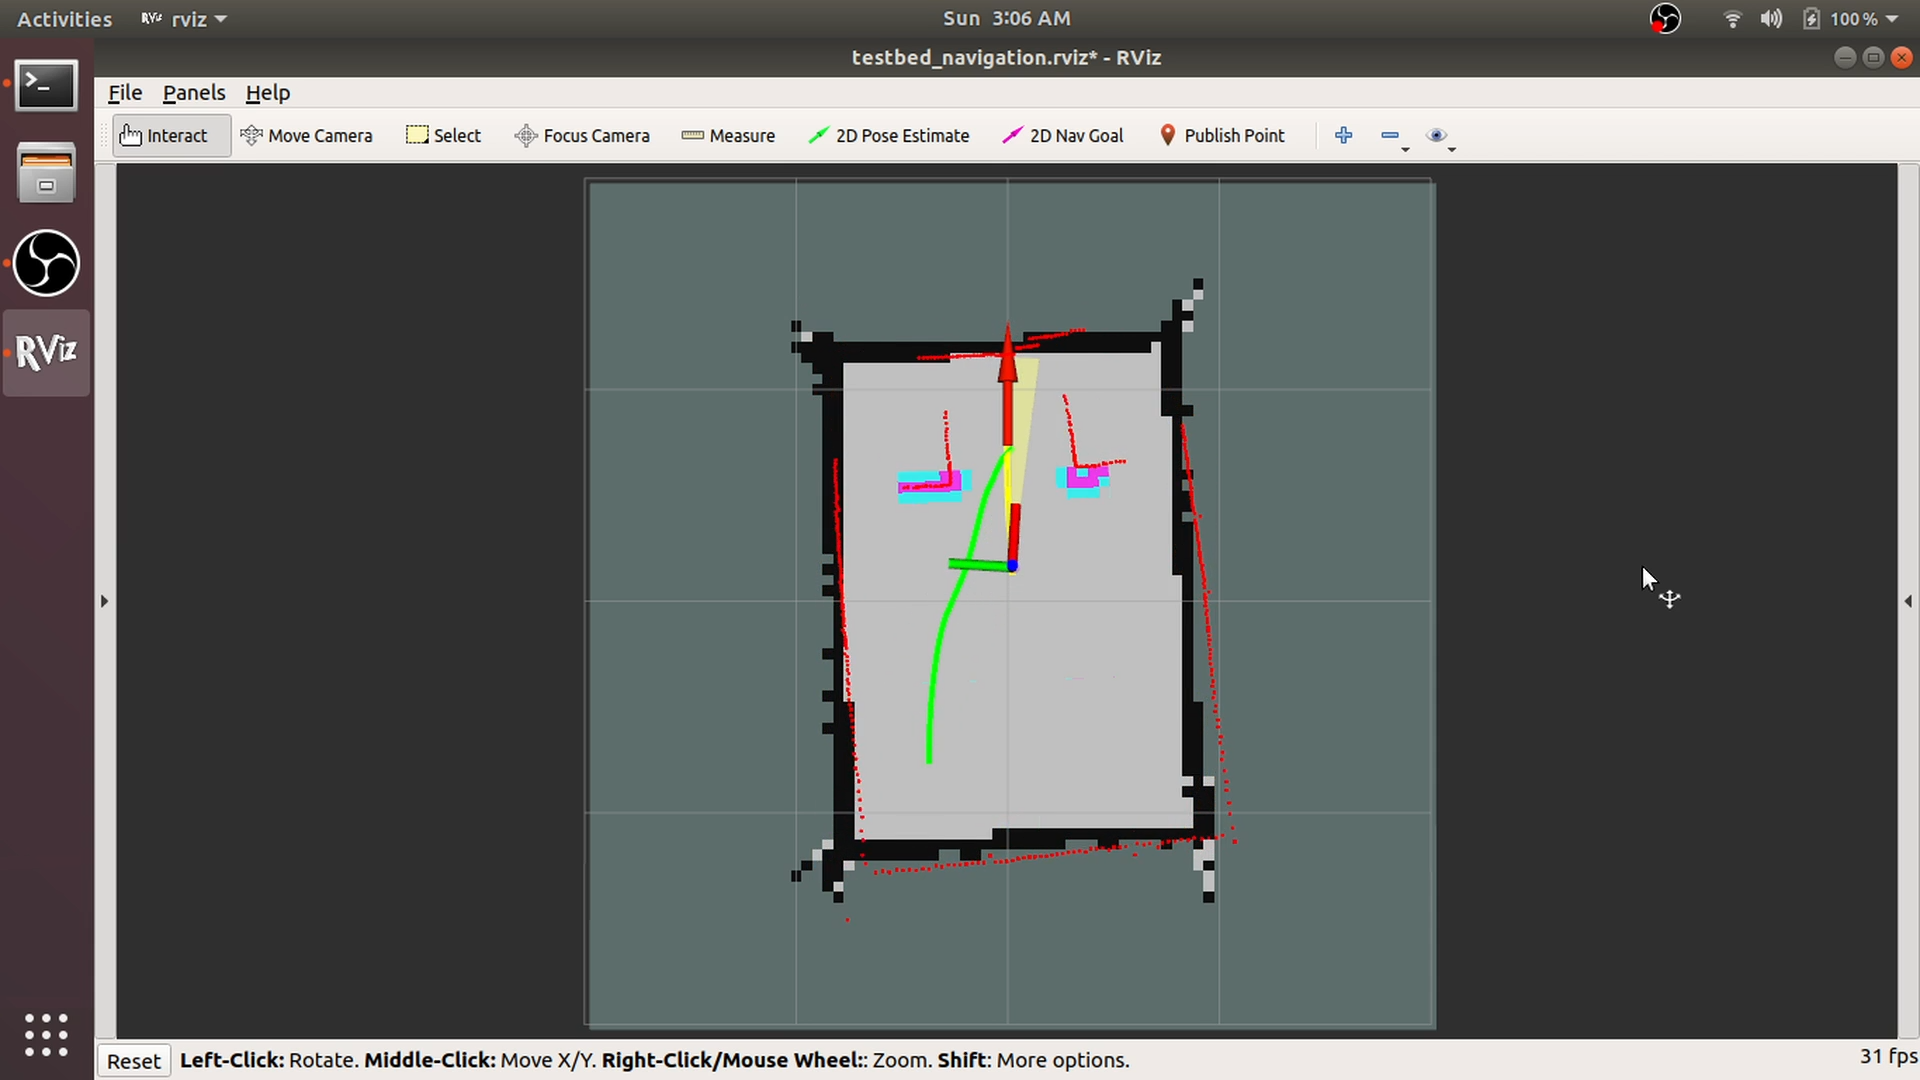 Activities RViz rviz Sun 3:06 AM 100 %
testbed_navigation.rviz* - RViz
File Panels Help
Interact Move Camera Select Focus Camera Measure 2D Pose Estimate 2D Nav Goal Publish Point
RViz
Reset Left-Click: Rotate. Middle-Click: Move X/Y. Right-Click/Mouse Wheel:: Zoom. Shift: More options. 31 fps